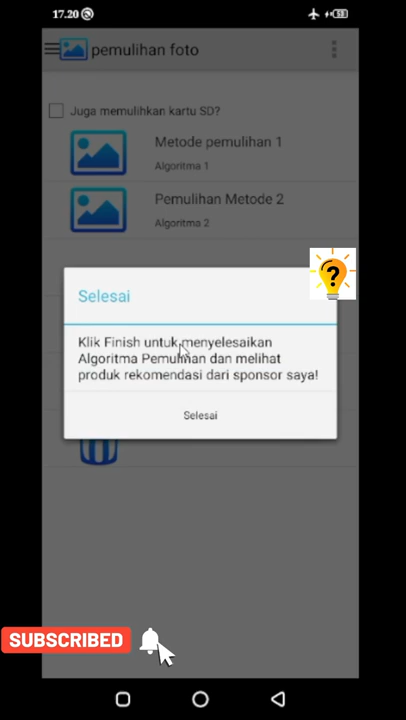 17.20
59
pemulihan foto
Juga memulihkan kartu SD?
Metode pemulihan 1
Algoritma 1
Pemulihan Metode 2
Algoritma 2
?
Selesai
Klik Finish untuk menyelesaikan
Algoritma Pemulihan dan melihat
produk rekomendasi dari sponsor saya!
Selesai
SUBSCRIBED